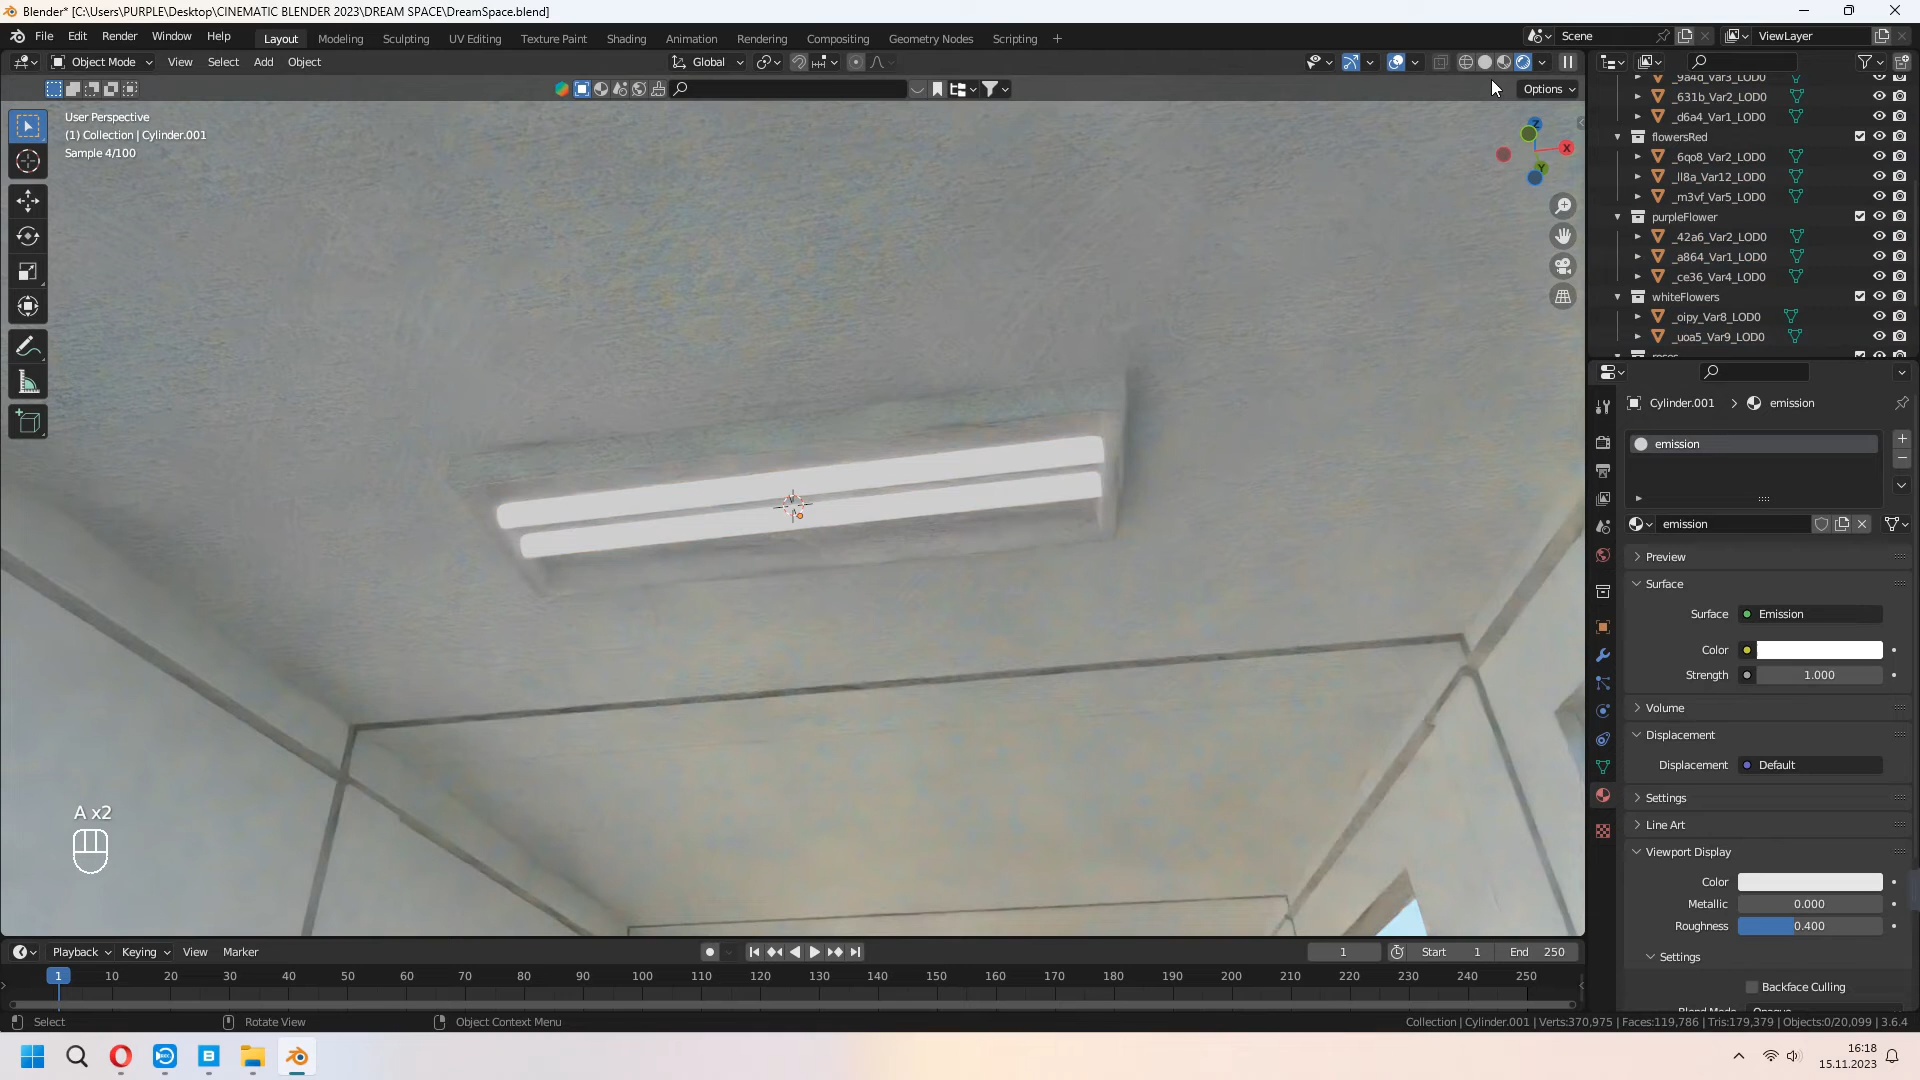 Blender* [C:\Users\PURPLE\Desktop\CINEMATIC BLENDER 2023\DREAM SPACE\DreamSpace.blend]
File Edit Render Window Help Layout Modeling Sculpting UV Editing Texture Paint Shading Animation Rendering Compositing Geometry Nodes Scripting + Scene ViewLayer
Object Mode View Select Add Object Global
Options
User Perspective
(1) Collection | Cylinder.001
Sample 4/100
X
Y
Z
_9a4d_Var3_LOD0
_631b_Var2_LOD0
_d6a4_Var1_LOD0
flowersRed
_6qo8_Var2_LOD0
_ll8a_Var12_LOD0
_m3vf_Var5_LOD0
purpleFlower
_42a6_Var2_LOD0
_a864_Var1_LOD0
_ce36_Var4_LOD0
whiteFlowers
_oipy_Var8_LOD0
_uoa5_Var9_LOD0
Cylinder.001 > emission
emission
emission
Preview
Surface
Surface Emission
Color
Strength 1.000
Volume
Displacement
Displacement Default
Settings
Line Art
Viewport Display
Color
Metallic 0.000
Roughness 0.400
Settings
Backface Culling
A x2
Playback Keying View Marker 1 Start 1 End 250
1 10 20 30 40 50 60 70 80 90 100 110 120 130 140 150 160 170 180 190 200 210 220 230 240 250
Select Rotate View Object Context Menu Collection | Cylinder.001 | Verts:370,975 | Faces:119,786 | Tris:179,379 | Objects:0/20,099 | 3.6.4
16:18
15.11.2023